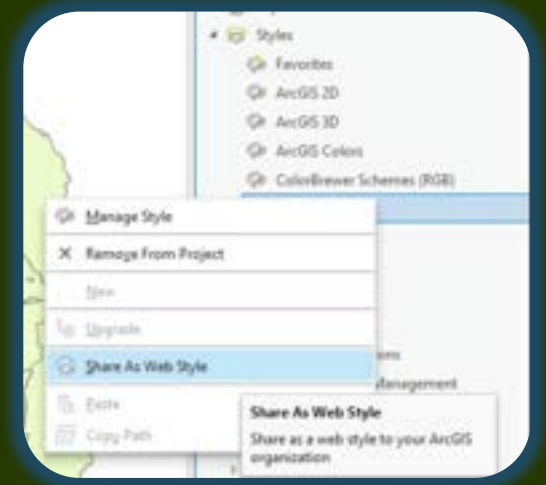 Styles
Favorites
ArcGIS 2D
ArcGIS 3D
ArcGIS Colors
ColorBrewer Schemes (RGB)
Manage Style
Remove From Project
New
Upgrade
Share As Web Style
Paste
Copy Path
Management
Share As Web Style
Share as a web style to your ArcGIS
organization